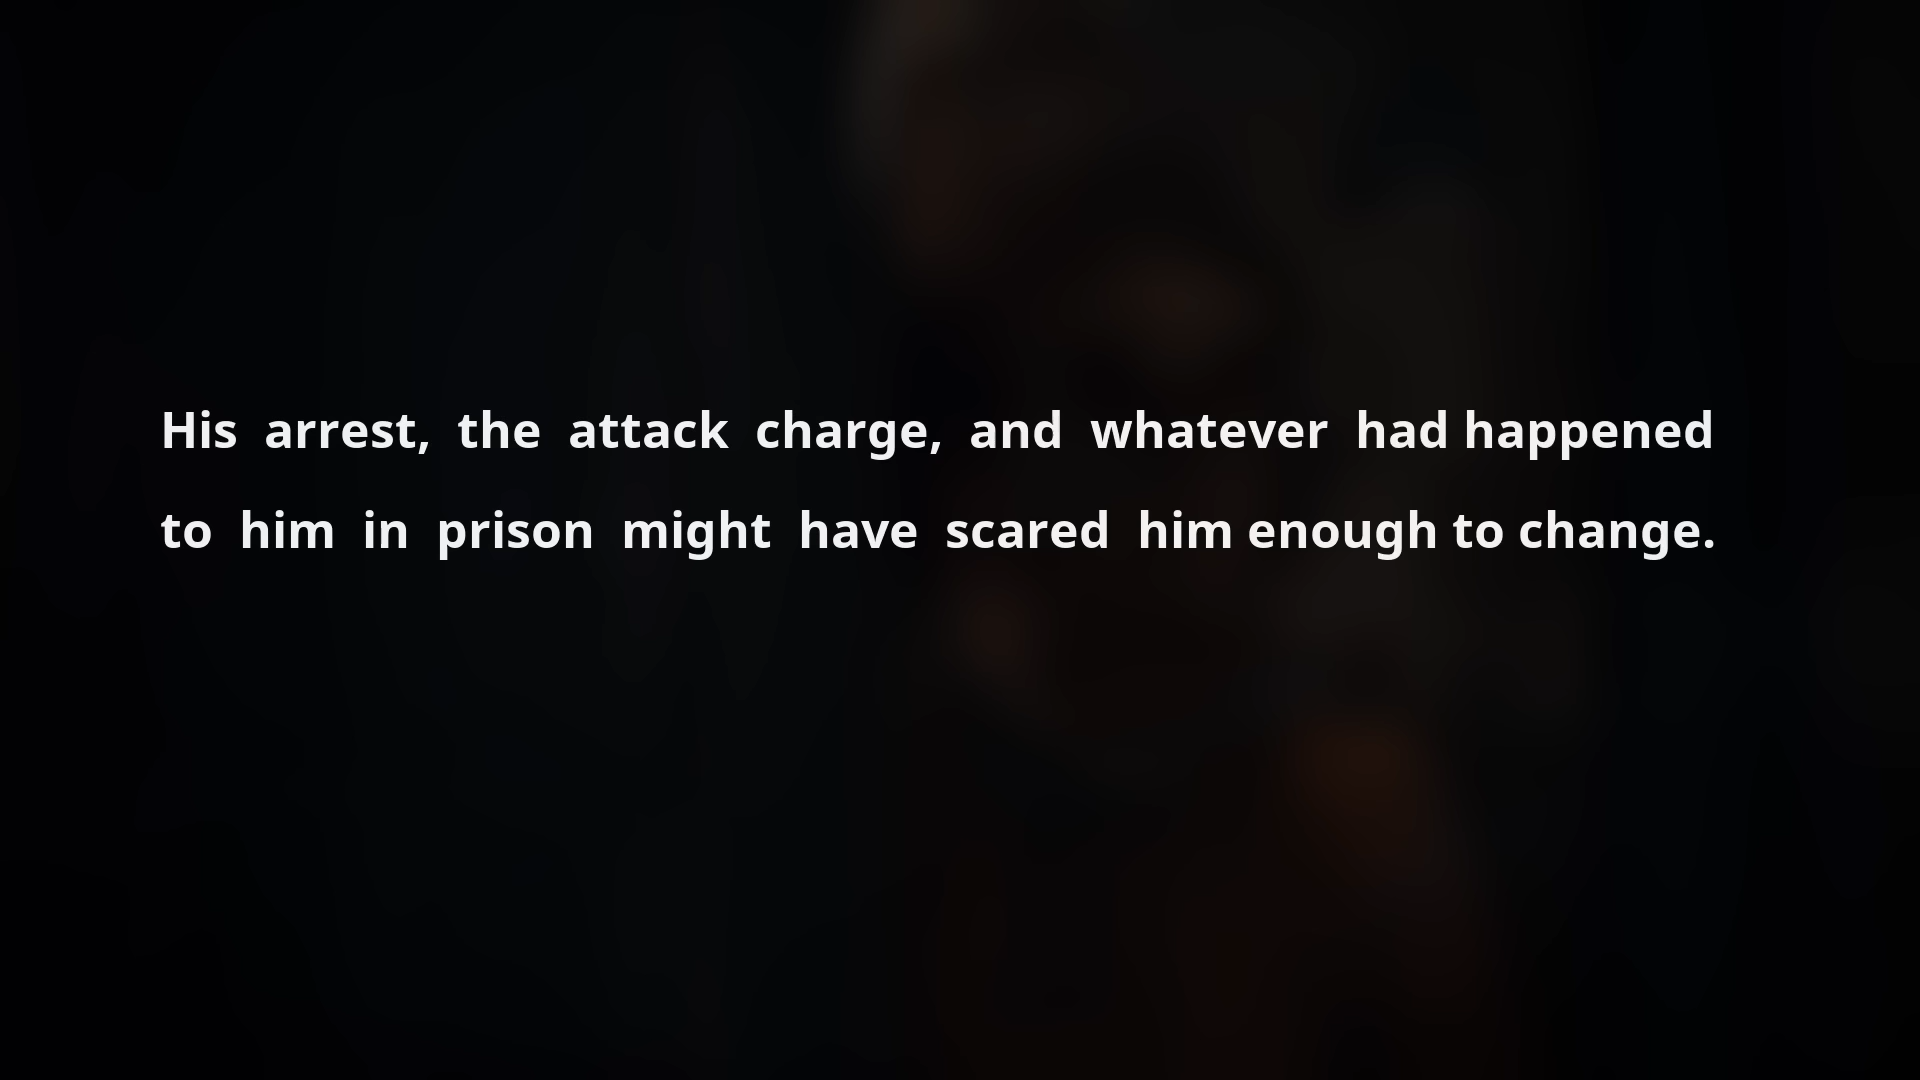 His arrest, the attack charge, and whatever had happened
to him in prison might have scared him enough to change.